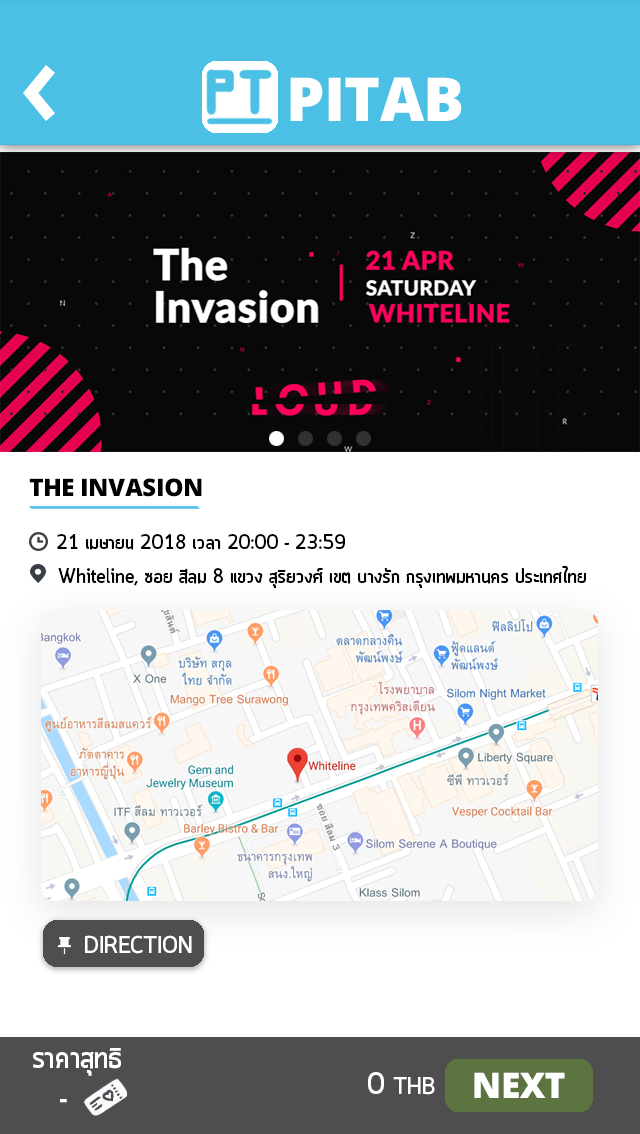 PT PITAB
The
Invasion
21 APR
SATURDAY
WHITELINE
LOUD
THE INVASION
21 เมษายน 2018 เวลา 20:00 - 23:59
Whiteline, ซอย สีลม 8 แขวง สุริยวงศ์ เขต บางรัก กรุงเทพมหานคร ประเทศไทย
Bangkok
X One
บริษัท สกุล
ไทย จำกัด
ตลาดกลางคืน
พัฒน์พงษ์
ฟู้ดแลนด์
พัฒน์พงษ์
ฟิลลิปโป
Mango Tree Surawong
โรงพยาบาล
กรุงเทพคริสเตียน
Silom Night Market
ศูนย์อาหารสีลมสแควร์
ภัตตาคาร
อาหารญี่ปุ่น
Gem and
Jewelry Museum
Whiteline
Liberty Square
ซีพี ทาวเวอร์
ITF สีลม ทาวเวอร์
Barley Bistro & Bar
ซอย สีลม 3
Vesper Cocktail Bar
ธนาคารกรุงเทพ
สนง.ใหญ่
Silom Serene A Boutique
Klass Silom
DIRECTION
ราคาสุทธิ
-
0 THB
NEXT